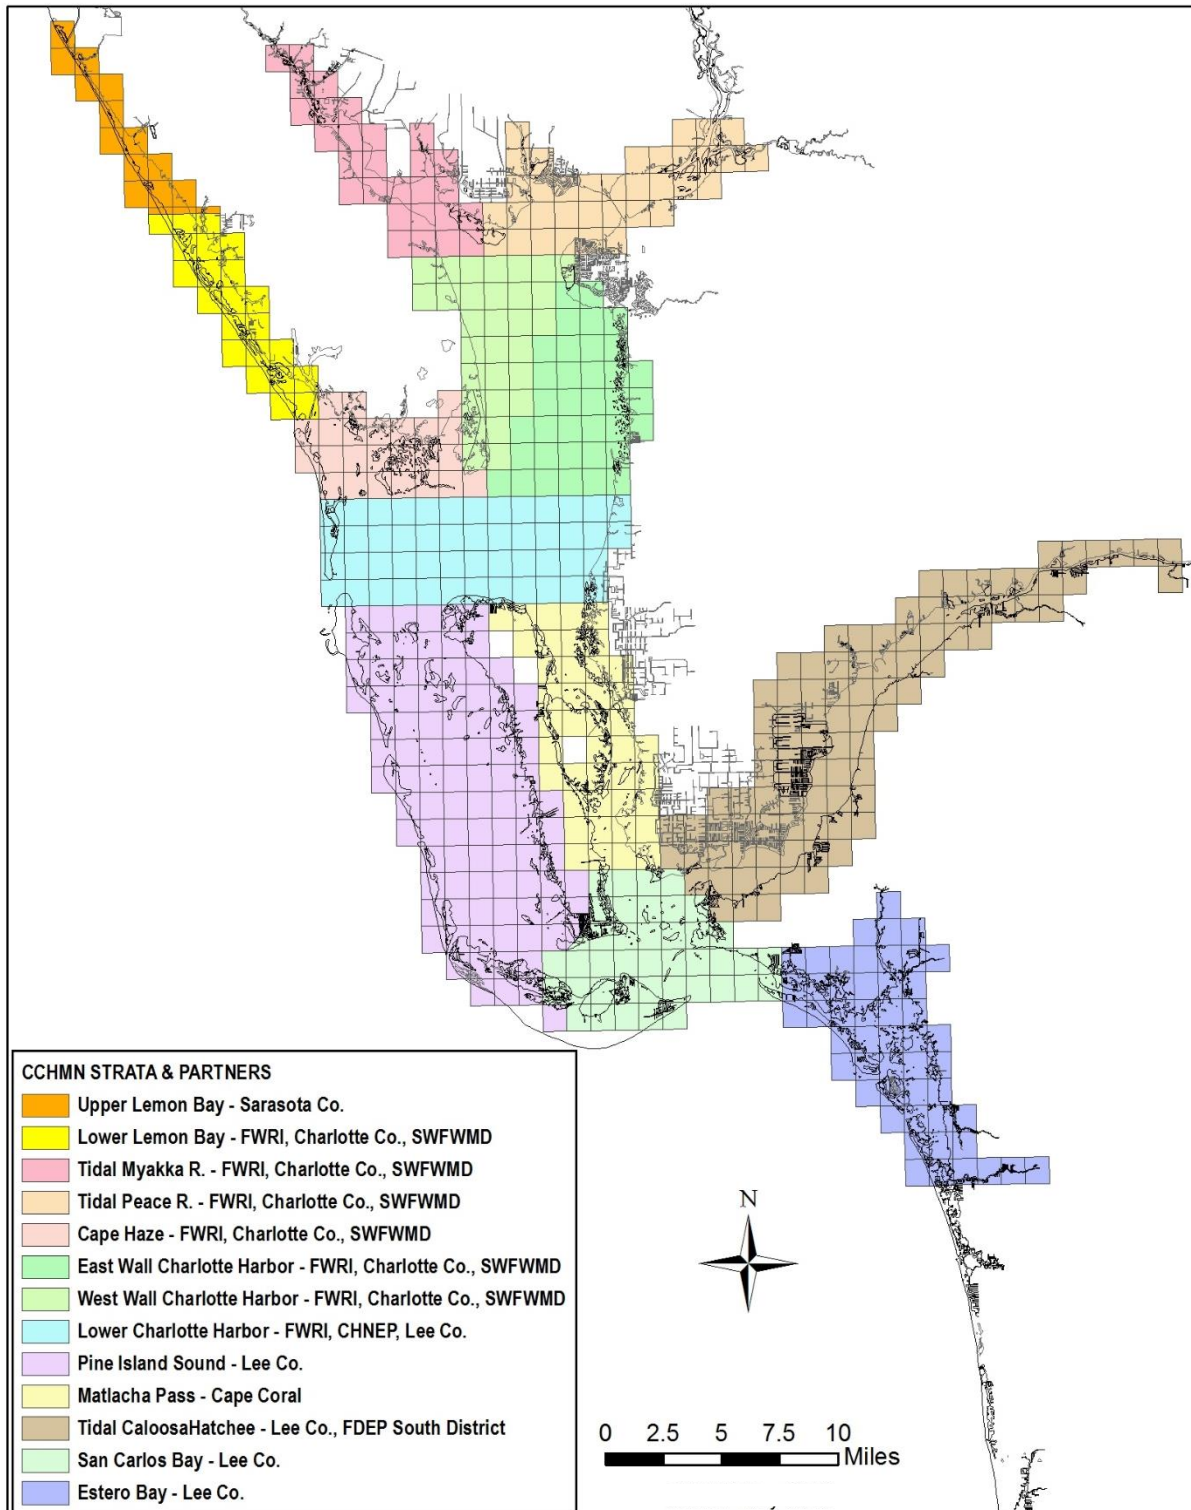 CCHMN STRATA & PARTNERS
Upper Lemon Bay - Sarasota Co.
Lower Lemon Bay - FWRI, Charlotte Co., SWFWMD
Tidal Myakka R. - FWRI, Charlotte Co., SWFWMD
Tidal Peace R. - FWRI, Charlotte Co., SWFWMD
Cape Haze - FWRI, Charlotte Co., SWFWMD
East Wall Charlotte Harbor - FWRI, Charlotte Co., SWFWMD
West Wall Charlotte Harbor - FWRI, Charlotte Co., SWFWMD
Lower Charlotte Harbor - FWRI, CHNEP, Lee Co.
Pine Island Sound - Lee Co.
Matlacha Pass - Cape Coral
Tidal CaloosaHatchee - Lee Co., FDEP South District
San Carlos Bay - Lee Co.
Estero Bay - Lee Co.
N
0 2.5 5 7.5 10
Miles